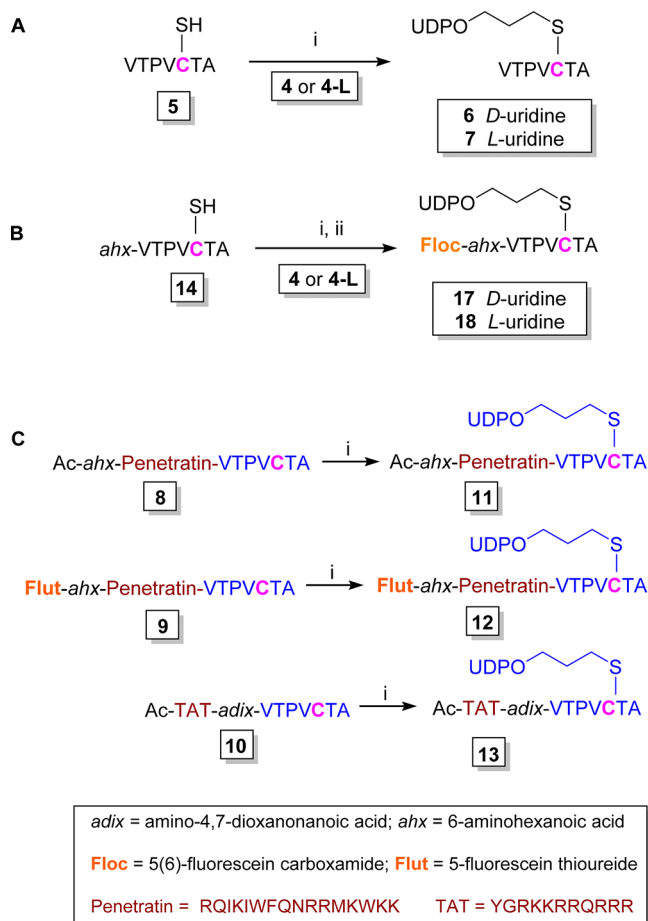 A
SH
VTPVCTA
5
i
4 or 4-L
UDPO
S
VTPVCTA
6 D-uridine
7 L-uridine
B
SH
ahx-VTPVCTA
14
i, ii
4 or 4-L
UDPO
S
Floc-ahx-VTPVCTA
17 D-uridine
18 L-uridine
C
Ac-ahx-Penetratin-VTPVCTA
8
i
UDPO
S
Ac-ahx-Penetratin-VTPVCTA
11
Flut-ahx-Penetratin-VTPVCTA
9
i
UDPO
S
Flut-ahx-Penetratin-VTPVCTA
12
Ac-TAT-adix-VTPVCTA
10
i
UDPO
S
Ac-TAT-adix-VTPVCTA
13
adix = amino-4,7-dioxanonanoic acid; ahx = 6-aminohexanoic acid
Floc = 5(6)-fluorescein carboxamide; Flut = 5-fluorescein thioureide
Penetratin = RQIKIWFQNRRMKWKK TAT = YGRKKRRQRRR